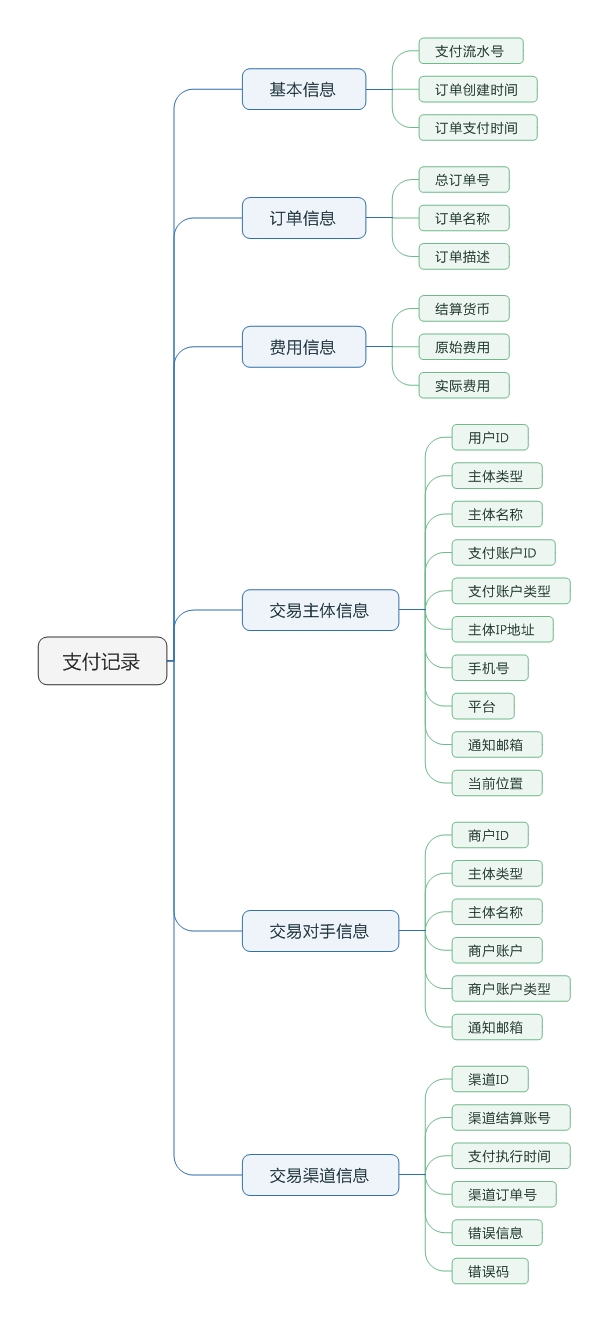 支付记录
基本信息
支付流水号
订单创建时间
订单支付时间
订单信息
总订单号
订单名称
订单描述
费用信息
结算货币
原始费用
实际费用
交易主体信息
用户ID
主体类型
主体名称
支付账户ID
支付账户类型
主体IP地址
手机号
平台
通知邮箱
当前位置
交易对手信息
商户ID
主体类型
主体名称
商户账户
商户账户类型
通知邮箱
交易渠道信息
渠道ID
渠道结算账号
支付执行时间
渠道订单号
错误信息
错误码